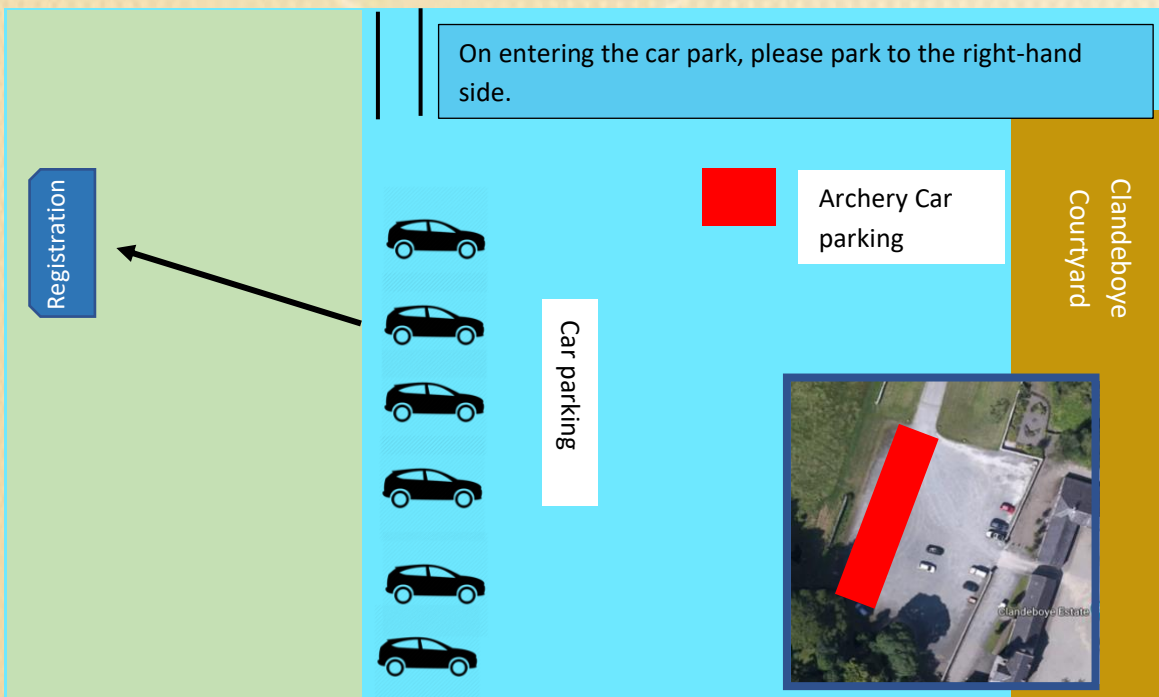 On entering the car park, please park to the right-hand
side.
Registration
Archery Car
parking
Clandeboye
Courtyard
Car parking
Clandeboye Estate